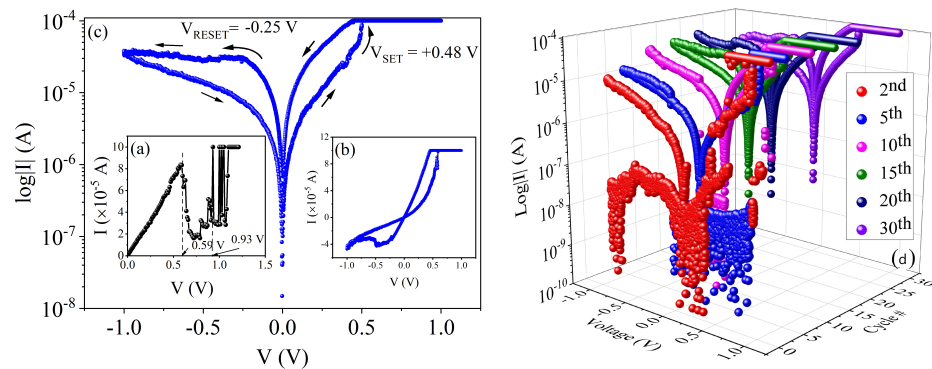 (c)
V_RESET = -0.25 V
V_SET = +0.48 V
log|I| (A)
10⁻⁴
10⁻⁵
10⁻⁶
10⁻⁷
10⁻⁸
-1.0 -0.5 0.0 0.5 1.0
V (V)
(a)
I (×10⁻⁵ A)
10
8
6
4
2
0
0.59 V
0.93 V
0.0 0.5 1.0 1.5
V (V)
(b)
I (×10⁻⁵ A)
12
8
4
0
-4
-1.0 -0.5 0.0 0.5 1.0
V (V)
Log|I| (A)
10⁻⁴
10⁻⁵
10⁻⁶
10⁻⁷
10⁻⁸
10⁻⁹
10⁻¹⁰
2nd
5th
10th
15th
20th
30th
(d)
-1.0 -0.5 0.0 0.5 1.0
Voltage (V)
0 5 10 15 20 25 30
Cycle #